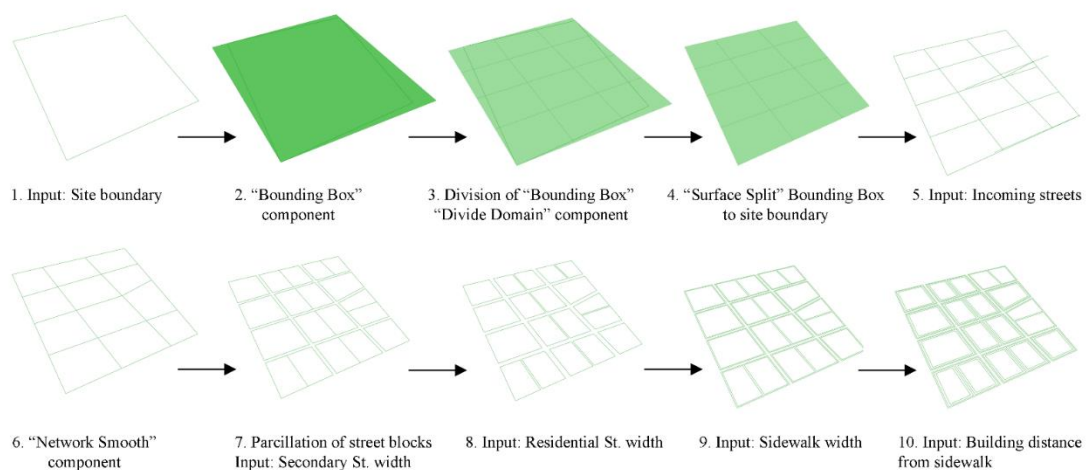 1. Input: Site boundary
2. “Bounding Box”
component
3. Division of “Bounding Box”
“Divide Domain” component
4. “Surface Split” Bounding Box
to site boundary
5. Input: Incoming streets
6. “Network Smooth”
component
7. Parcillation of street blocks
Input: Secondary St. width
8. Input: Residential St. width
9. Input: Sidewalk width
10. Input: Building distance
from sidewalk